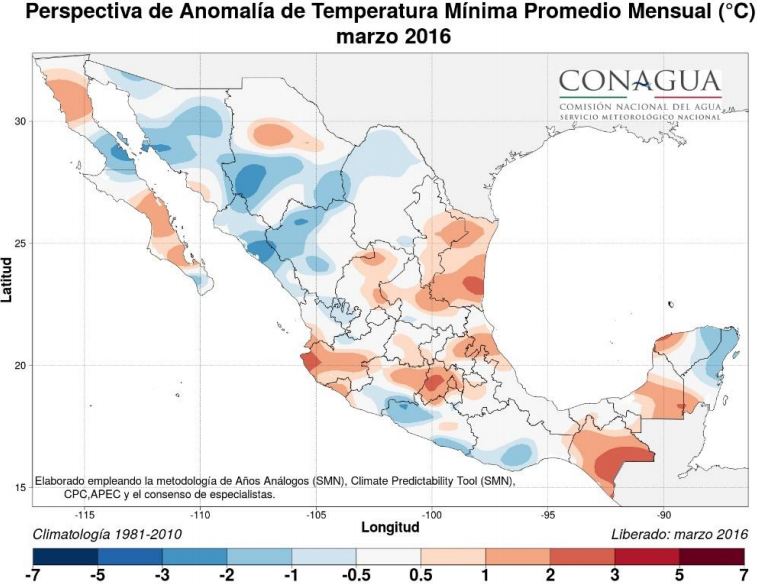 Perspectiva de Anomalía de Temperatura Mínima Promedio Mensual (°C)
marzo 2016
CONAGUA
COMISIÓN NACIONAL DEL AGUA
SERVICIO METEOROLÓGICO NACIONAL
30
25
20
15
Latitud
Elaborado empleando la metodología de Años Análogos (SMN), Climate Predictability Tool (SMN),
CPC,APEC y el consenso de especialistas.
-115 -110 -105 -100 -95 -90
Longitud
Climatología 1981-2010 Liberado: marzo 2016
-7 -5 -3 -2 -1 -0.5 0.5 1 2 3 5 7